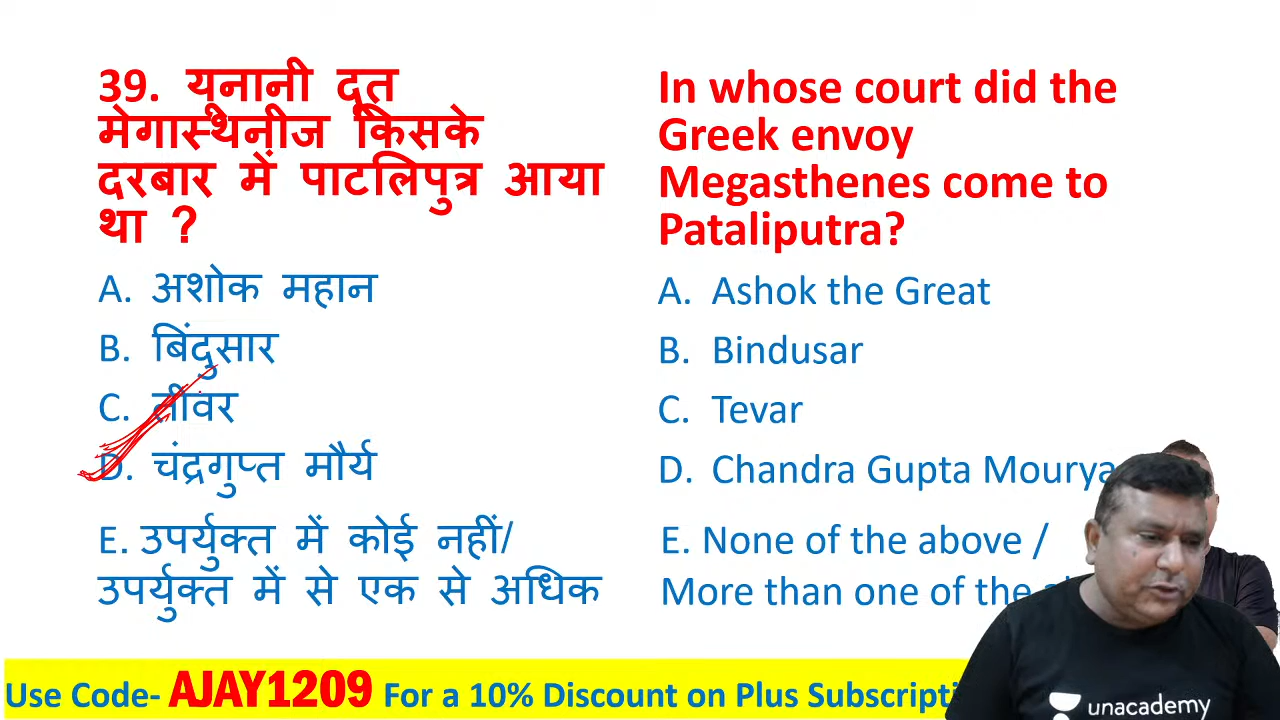 39. यूनानी दूत
मेगास्थनीज किसके
दरबार में पाटलिपुत्र आया
था ?
A. अशोक महान
B. बिंदुसार
C. तीवर
D. चंद्रगुप्त मौर्य
E. उपर्युक्त में कोई नहीं/
उपर्युक्त में से एक से अधिक
In whose court did the
Greek envoy
Megasthenes come to
Pataliputra?
A. Ashok the Great
B. Bindusar
C. Tevar
D. Chandra Gupta Mourya
E. None of the above /
More than one of the
Use Code- AJAY1209 For a 10% Discount on Plus
unacademy